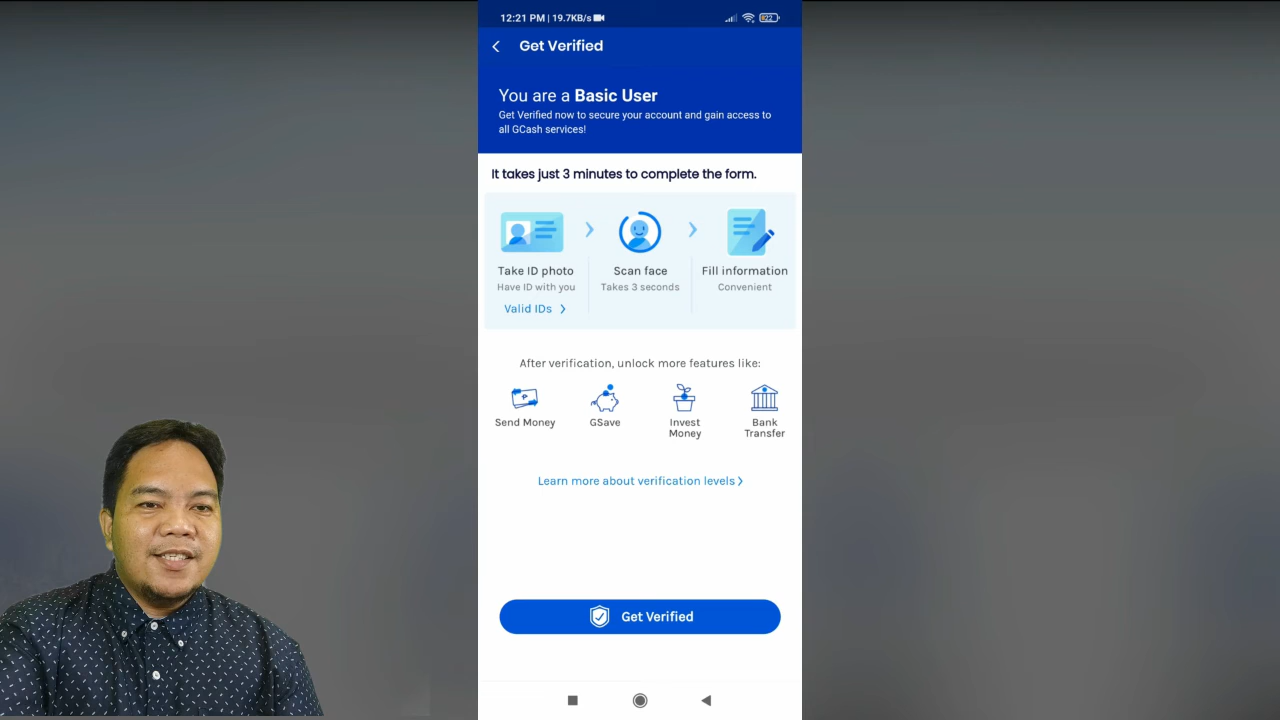 12:21 PM | 19.7KB/s
22
Get Verified
You are a Basic User
Get Verified now to secure your account and gain access to
all GCash services!
It takes just 3 minutes to complete the form.
Take ID photo
Have ID with you
Valid IDs
Scan face
Takes 3 seconds
Fill information
Convenient
After verification, unlock more features like:
Send Money
GSave
Invest
Money
Bank
Transfer
Learn more about verification levels
Get Verified